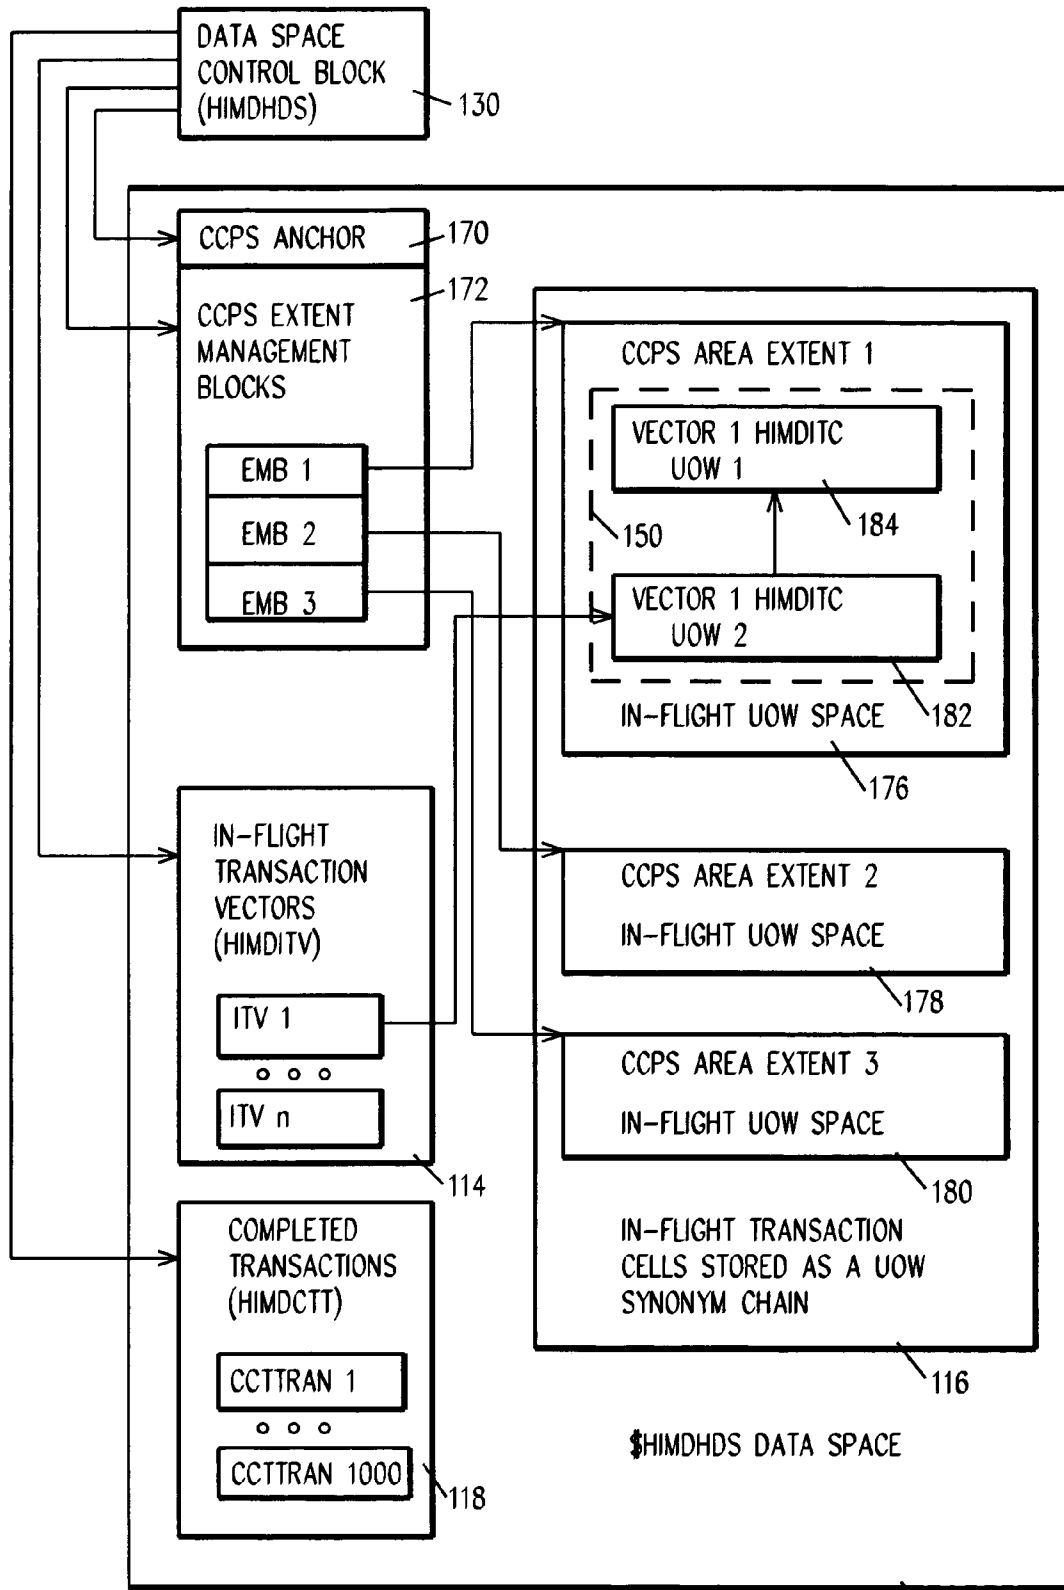 DATA SPACE
CONTROL BLOCK
(HIMDHDS)
130
CCPS ANCHOR
170
172
CCPS EXTENT
MANAGEMENT
BLOCKS
EMB 1
EMB 2
EMB 3
CCPS AREA EXTENT 1
VECTOR 1 HIMDITC
UOW 1
184
150
VECTOR 1 HIMDITC
UOW 2
182
IN-FLIGHT UOW SPACE
176
IN-FLIGHT
TRANSACTION
VECTORS
(HIMDITV)
ITV 1
o o o
ITV n
114
CCPS AREA EXTENT 2
IN-FLIGHT UOW SPACE
178
CCPS AREA EXTENT 3
IN-FLIGHT UOW SPACE
180
IN-FLIGHT TRANSACTION
CELLS STORED AS A UOW
SYNONYM CHAIN
116
COMPLETED
TRANSACTIONS
(HIMDCTT)
CCTTRAN 1
o o o
CCTTRAN 1000
118
$HIMDHDS DATA SPACE